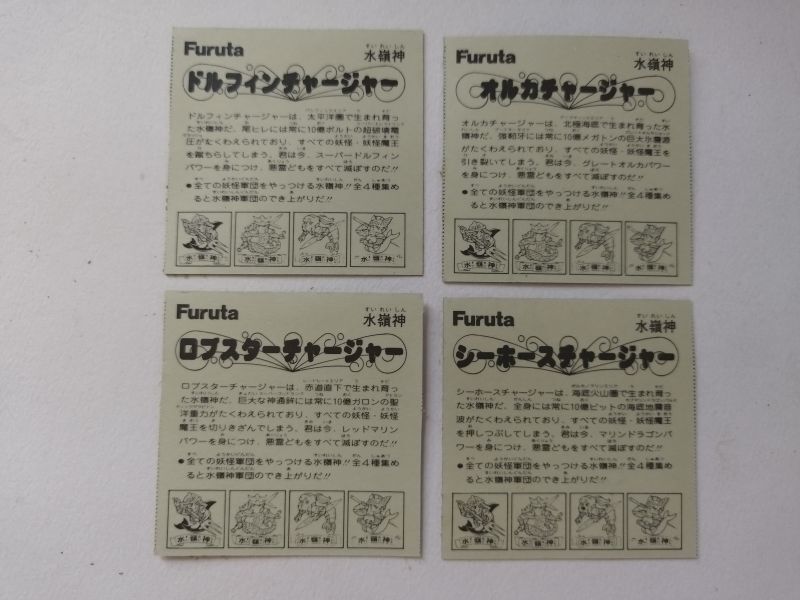 Furuta
すいれいしん
水嶺神
ドルフィンチャージャー
ドルフィンチャージャーは、太平洋圏で生まれ育っ
た水嶺神だ。尾ヒレには常に10億ボルトの超破壊電
圧がたくわえられており、すべての妖怪・妖怪魔王
を蹴ちらしてしまう。君は今、スーパードルフィン
パワーを身につけ、悪霊どもをすべて滅ぼすのだ!!
●全ての妖怪軍団をやっつける水嶺神!!全4種集め
ると水嶺神軍団のでき上がりだ!!
水嶺神 水嶺神 水嶺神 水嶺神
Furuta
すいれいしん
水嶺神
オルカチャージャー
オルカチャージャーは、北極海底で生まれ育った水
嶺神だ。強和牙には常に10億メガトンの巨大水重道
がたくわえられており、すべての妖怪・妖怪魔王を
引き裂いてしまう。君は今、グレートオルカパワー
を身につけ、悪霊どもをすべて滅ぼすのだ!!
●全ての妖怪軍団をやっつける水嶺神!!全4種集め
ると水嶺神軍団のでき上がりだ!!
水嶺神 水嶺神 水嶺神 水嶺神
Furuta
すいれいしん
水嶺神
ロブスターチャージャー
ロブスターチャージャーは、赤道直下で生まれ育っ
た水嶺神だ。巨大な神通鋏には常に10億ガロンの聖
洋重力がたくわえられており、すべての妖怪・妖怪
魔王を切りきざんでしまう。君は今、レッドマリン
パワーを身につけ、悪霊どもをすべて滅ぼすのだ!!
●全ての妖怪軍団をやっつける水嶺神!!全4種集め
ると水嶺神軍団のでき上がりだ!!
水嶺神 水嶺神 水嶺神 水嶺神
Furuta
すいれいしん
水嶺神
シーホースチャージャー
シーホースチャージャーは、海底火山圏で生まれ育っ
た水嶺神だ。全身には常に10億ビットの海底地震音
波がたくわえられており、すべての妖怪・妖怪魔王
を押しつぶしてしまう。君は今、マリンドラゴンパワ
ーを身につけ、悪霊どもをすべて滅ぼすのだ!!
●全ての妖怪軍団をやっつける水嶺神!!全4種集め
ると水嶺神軍団のでき上がりだ!!
水嶺神 水嶺神 水嶺神 水嶺神